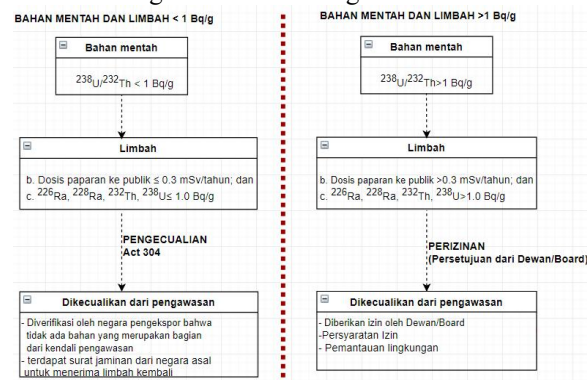 BAHAN MENTAH DAN LIMBAH < 1 Bq/g
Bahan mentah
238U/232Th < 1 Bq/g
Limbah
b. Dosis paparan ke publik ≤ 0.3 mSv/tahun; dan
c. 226Ra, 228Ra, 232Th, 238U≤ 1.0 Bq/g
PENGECUALIAN
Act 304
Dikecualikan dari pengawasan
- Diverifikasi oleh negara pengekspor bahwa
tidak ada bahan yang merupakan bagian
dari kendali pengawasan
- terdapat surat jaminan dari negara asal
untuk menerima limbah kembali
BAHAN MENTAH DAN LIMBAH >1 Bq/g
Bahan mentah
238U/232Th>1 Bq/g
Limbah
b. Dosis paparan ke publik >0.3 mSv/tahun; dan
c. 226Ra, 228Ra, 232Th, 238U>1.0 Bq/g
PERIZINAN
(Persetujuan dari Dewan/Board)
Dikecualikan dari pengawasan
- Diberikan izin oleh Dewan/Board
-Persyaratan Izin
- Pemantauan lingkungan